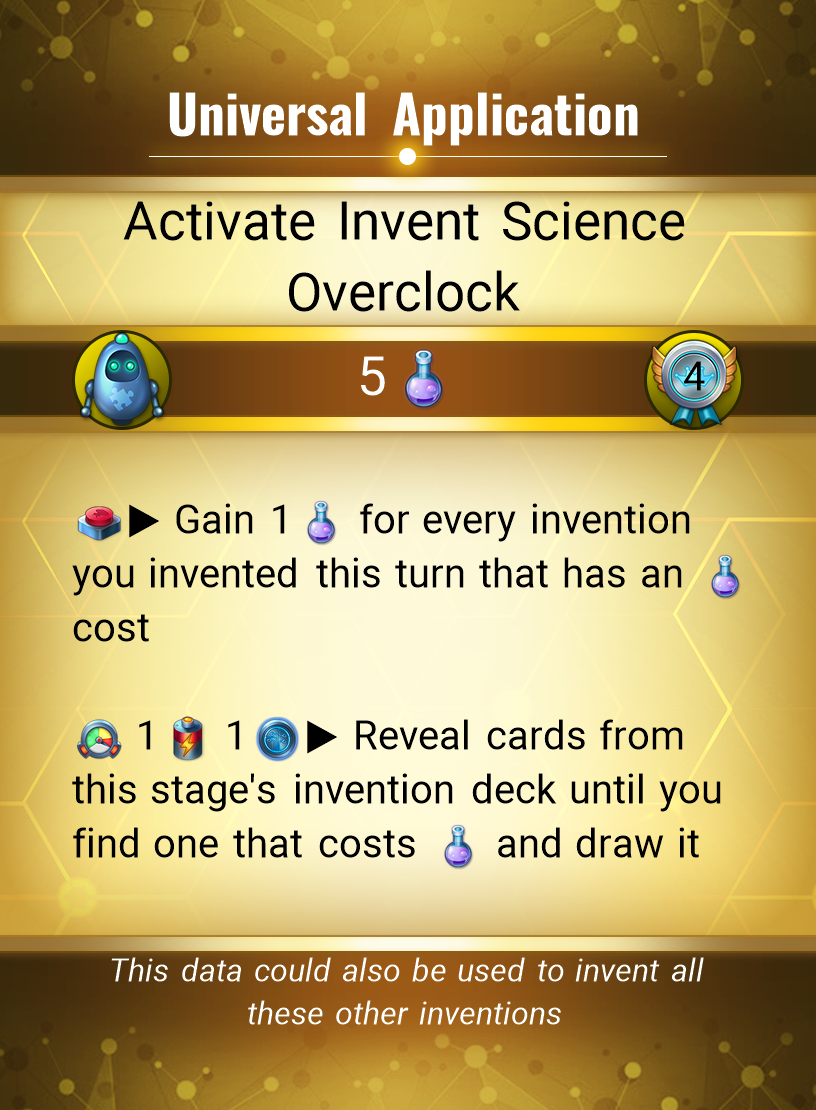 Universal Application
Activate Invent Science
Overclock
5
4
▶ Gain 1 for every invention
you invented this turn that has an
cost
1 1 ▶ Reveal cards from
this stage's invention deck until you
find one that costs and draw it
This data could also be used to invent all
these other inventions